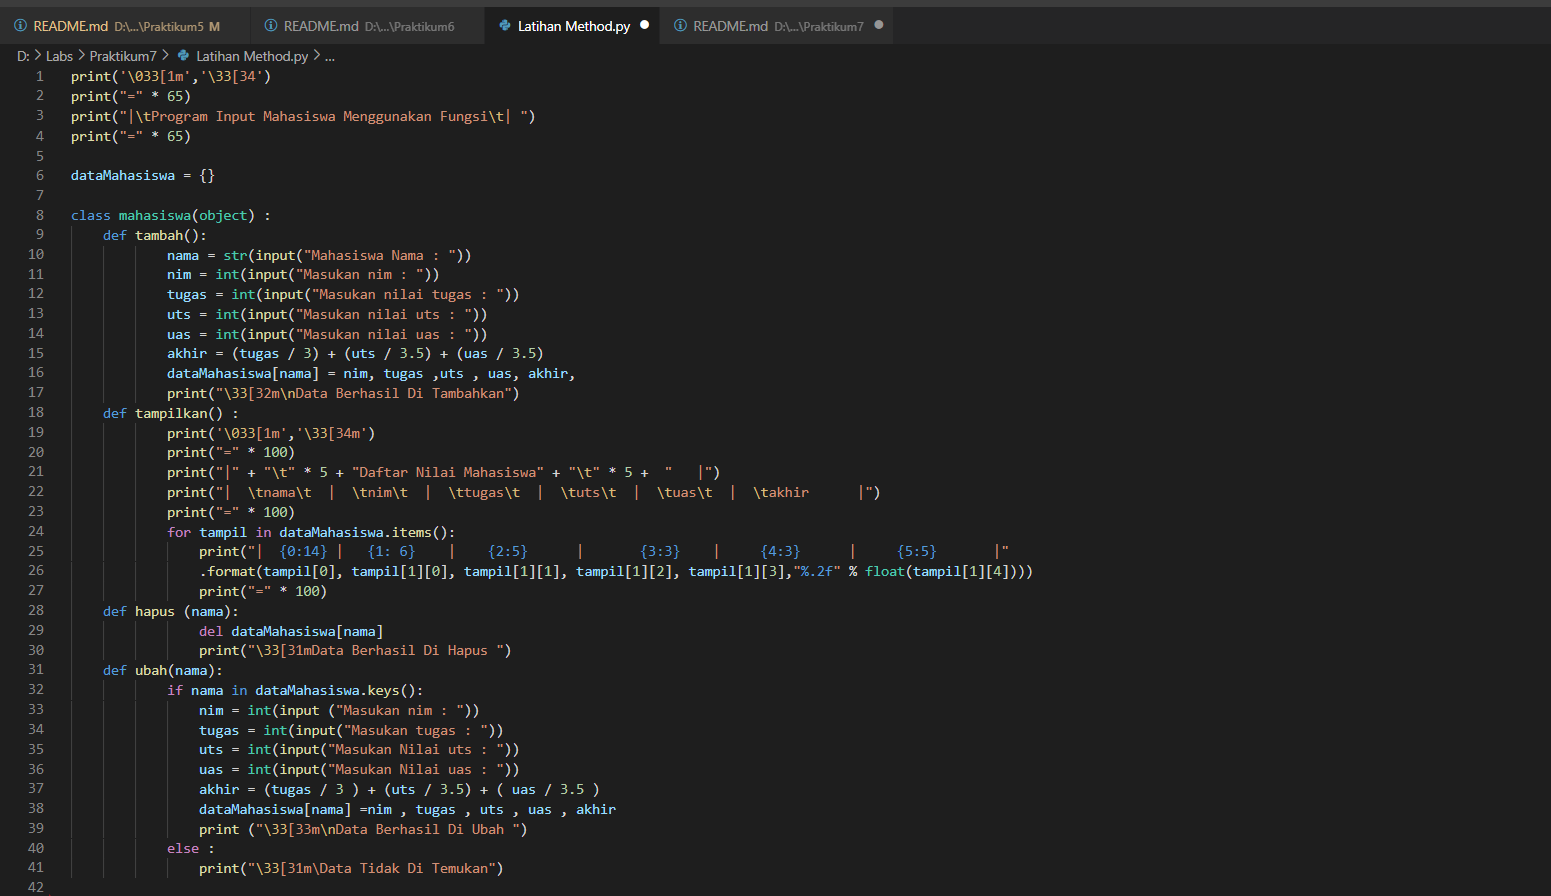 README.md D:\...\Praktikum5 M README.md D:\...\Praktikum6 Latihan Method.py README.md D:\...\Praktikum7
D: > Labs > Praktikum7 > Latihan Method.py > ...
1 print('\033[1m','\33[34')
2 print("=" * 65)
3 print("|\tProgram Input Mahasiswa Menggunakan Fungsi\t| ")
4 print("=" * 65)
5
6 dataMahasiswa = {}
7
8 class mahasiswa(object) :
9     def tambah():
10             nama = str(input("Mahasiswa Nama : "))
11             nim = int(input("Masukan nim : "))
12             tugas = int(input("Masukan nilai tugas : "))
13             uts = int(input("Masukan nilai uts : "))
14             uas = int(input("Masukan nilai uas : "))
15             akhir = (tugas / 3) + (uts / 3.5) + (uas / 3.5)
16             dataMahasiswa[nama] = nim, tugas ,uts , uas, akhir,
17             print("\33[32m\nData Berhasil Di Tambahkan")
18     def tampilkan() :
19             print('\033[1m','\33[34m')
20             print("=" * 100)
21             print("|" + "\t" * 5 + "Daftar Nilai Mahasiswa" + "\t" * 5 +  "   |")
22             print("|  \tnama\t  |  \tnim\t  |  \ttugas\t  |  \tuts\t  |  \tuas\t  |  \takhir      |")
23             print("=" * 100)
24             for tampil in dataMahasiswa.items():
25                 print("|  {0:14} |   {1: 6}    |    {2:5}      |       {3:3}    |     {4:3}      |     {5:5}       |"
26                 .format(tampil[0], tampil[1][0], tampil[1][1], tampil[1][2], tampil[1][3],"%.2f" % float(tampil[1][4])))
27                 print("=" * 100)
28     def hapus (nama):
29                 del dataMahasiswa[nama]
30                 print("\33[31mData Berhasil Di Hapus ")
31     def ubah(nama):
32             if nama in dataMahasiswa.keys():
33                 nim = int(input ("Masukan nim : "))
34                 tugas = int(input("Masukan tugas : "))
35                 uts = int(input("Masukan Nilai uts : "))
36                 uas = int(input("Masukan Nilai uas : "))
37                 akhir = (tugas / 3 ) + (uts / 3.5) + ( uas / 3.5 )
38                 dataMahasiswa[nama] =nim , tugas , uts , uas , akhir
39                 print ("\33[33m\nData Berhasil Di Ubah ")
40             else :
41                 print("\33[31m\Data Tidak Di Temukan")
42